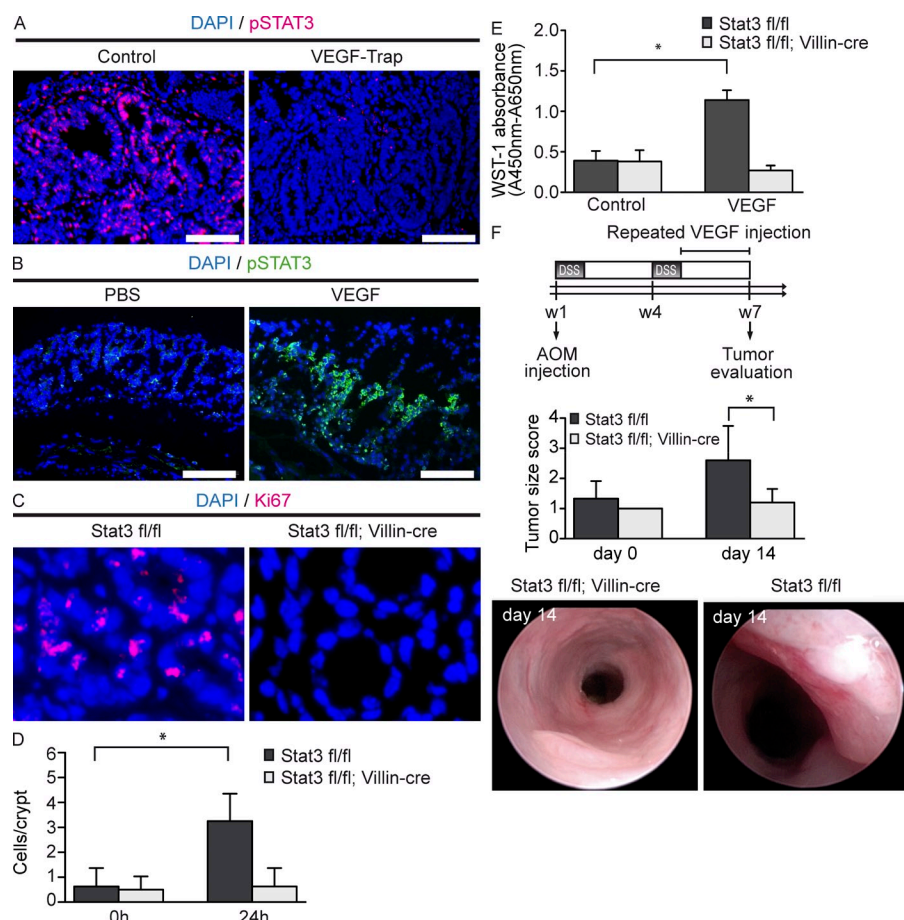 A
DAPI / pSTAT3
Control VEGF-Trap
B
DAPI / pSTAT3
PBS VEGF
C
DAPI / Ki67
Stat3 fl/fl Stat3 fl/fl; Villin-cre
D
*
Stat3 fl/fl
Stat3 fl/fl; Villin-cre
Cells/crypt
6
5
4
3
2
1
0
0h 24h
E
Stat3 fl/fl
Stat3 fl/fl; Villin-cre
*
WST-1 absorbance
(A450nm-A650nm)
2.0
1.5
1.0
0.5
0.0
Control VEGF
F
Repeated VEGF injection
DSS DSS
w1 w4 w7
AOM Tumor
injection evaluation
Stat3 fl/fl
Stat3 fl/fl; Villin-cre
*
Tumor size score
4
3
2
1
0
day 0 day 14
Stat3 fl/fl; Villin-cre Stat3 fl/fl
day 14 day 14